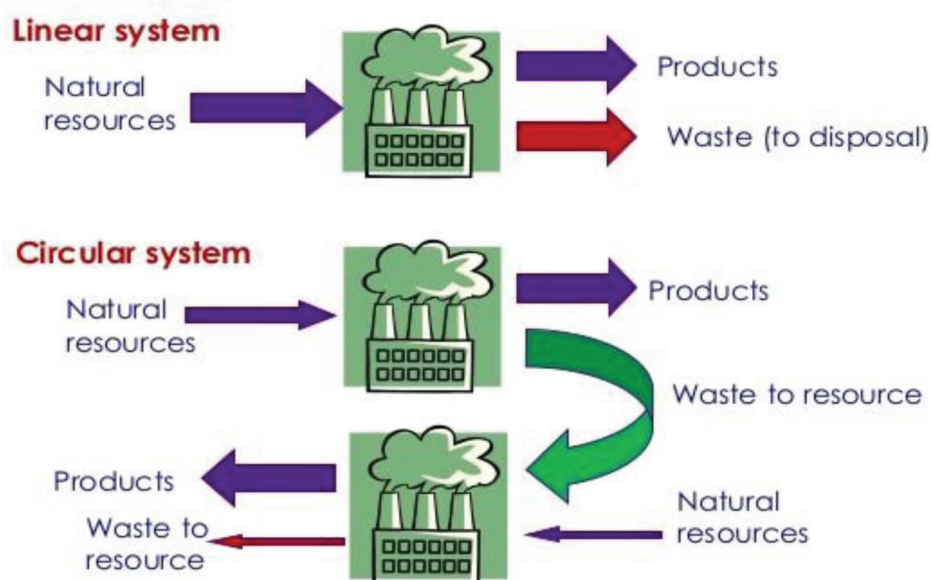 Linear system
Natural
resources
Products
Waste (to disposal)
Circular system
Natural
resources
Products
Waste to resource
Products
Waste to
resource
Natural
resources